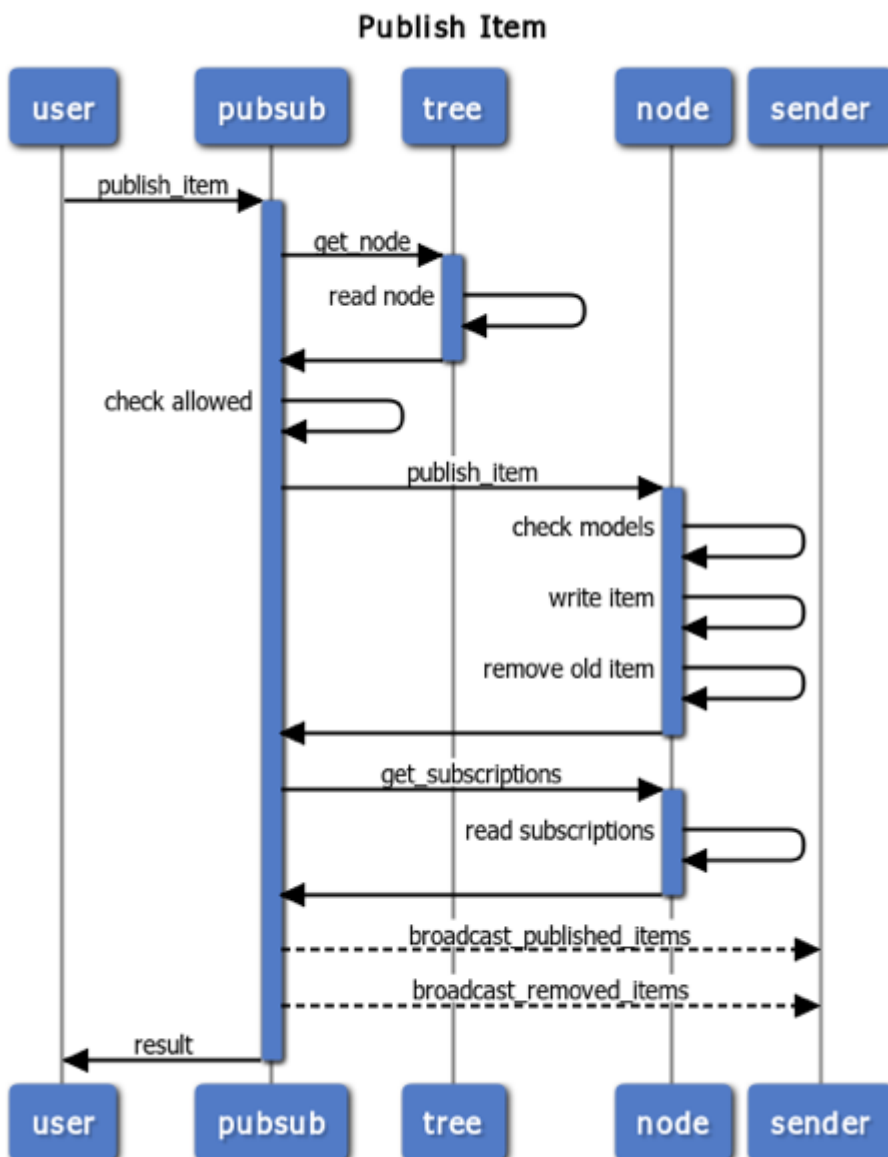 Publish Item
user pubsub tree node sender
publish_item
get_node
read node
check allowed
publish_item
check models
write item
remove old item
get_subscriptions
read subscriptions
broadcast_published_items
broadcast_removed_items
result
user pubsub tree node sender